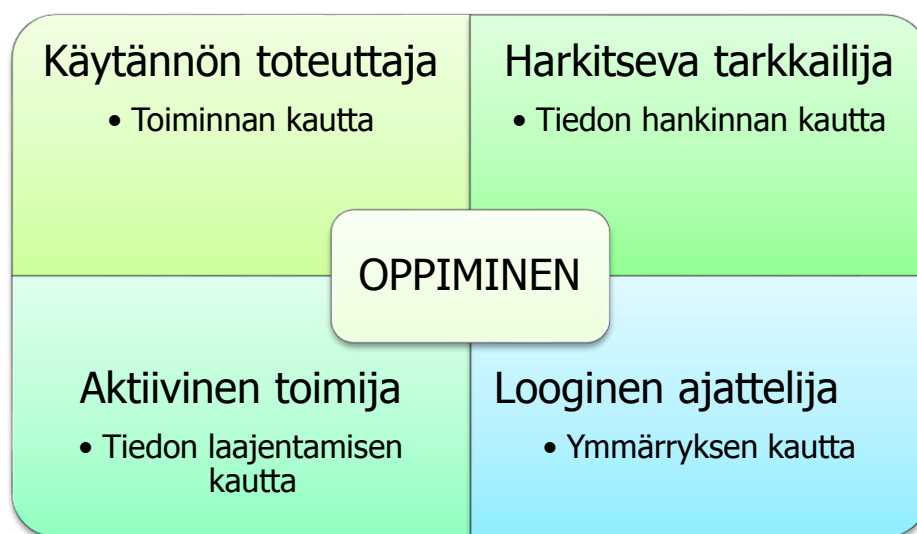 Käytännön toteuttaja
• Toiminnan kautta
Harkitseva tarkkailija
• Tiedon hankinnan kautta
OPPIMINEN
Aktiivinen toimija
• Tiedon laajentamisen
kautta
Looginen ajattelija
• Ymmärryksen kautta